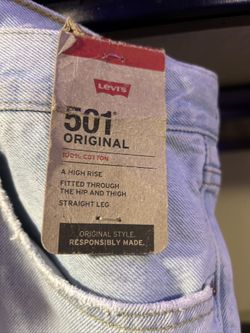 Levi's
501®
ORIGINAL
100% COTTON
A HIGH RISE
FITTED THROUGH
THE HIP AND THIGH
STRAIGHT LEG
ORIGINAL STYLE.
RESPONSIBLY MADE.